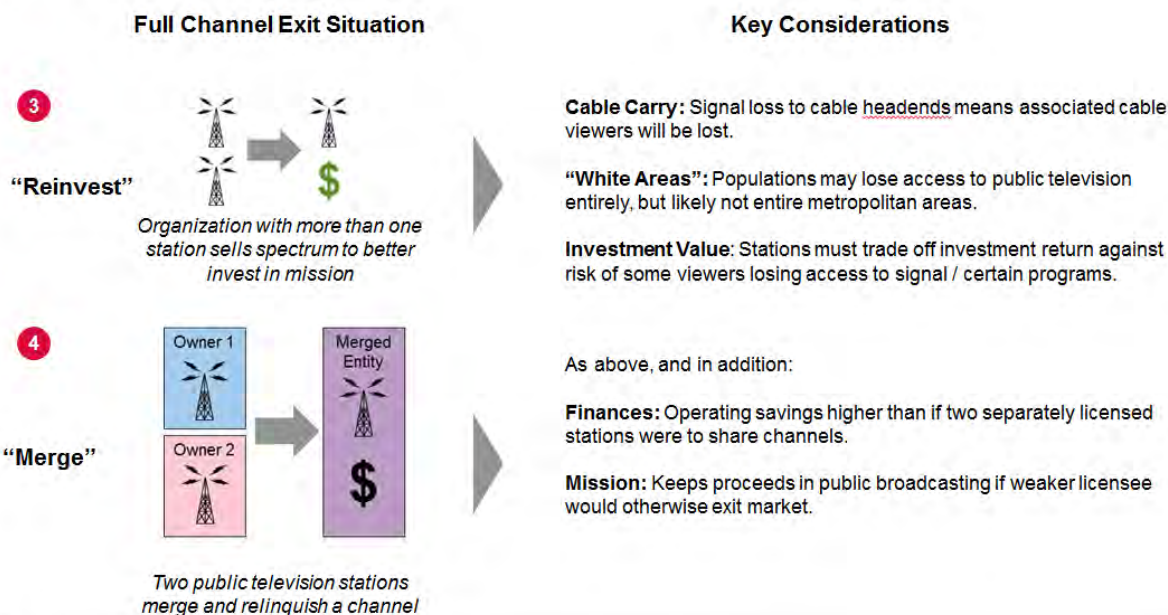 Full Channel Exit Situation
Key Considerations
3
“Reinvest”
$
Organization with more than one
station sells spectrum to better
invest in mission
Cable Carry: Signal loss to cable headends means associated cable
viewers will be lost.
“White Areas”: Populations may lose access to public television
entirely, but likely not entire metropolitan areas.
Investment Value: Stations must trade off investment return against
risk of some viewers losing access to signal / certain programs.
4
“Merge”
Owner 1
Owner 2
Merged
Entity
$
Two public television stations
merge and relinquish a channel
As above, and in addition:
Finances: Operating savings higher than if two separately licensed
stations were to share channels.
Mission: Keeps proceeds in public broadcasting if weaker licensee
would otherwise exit market.